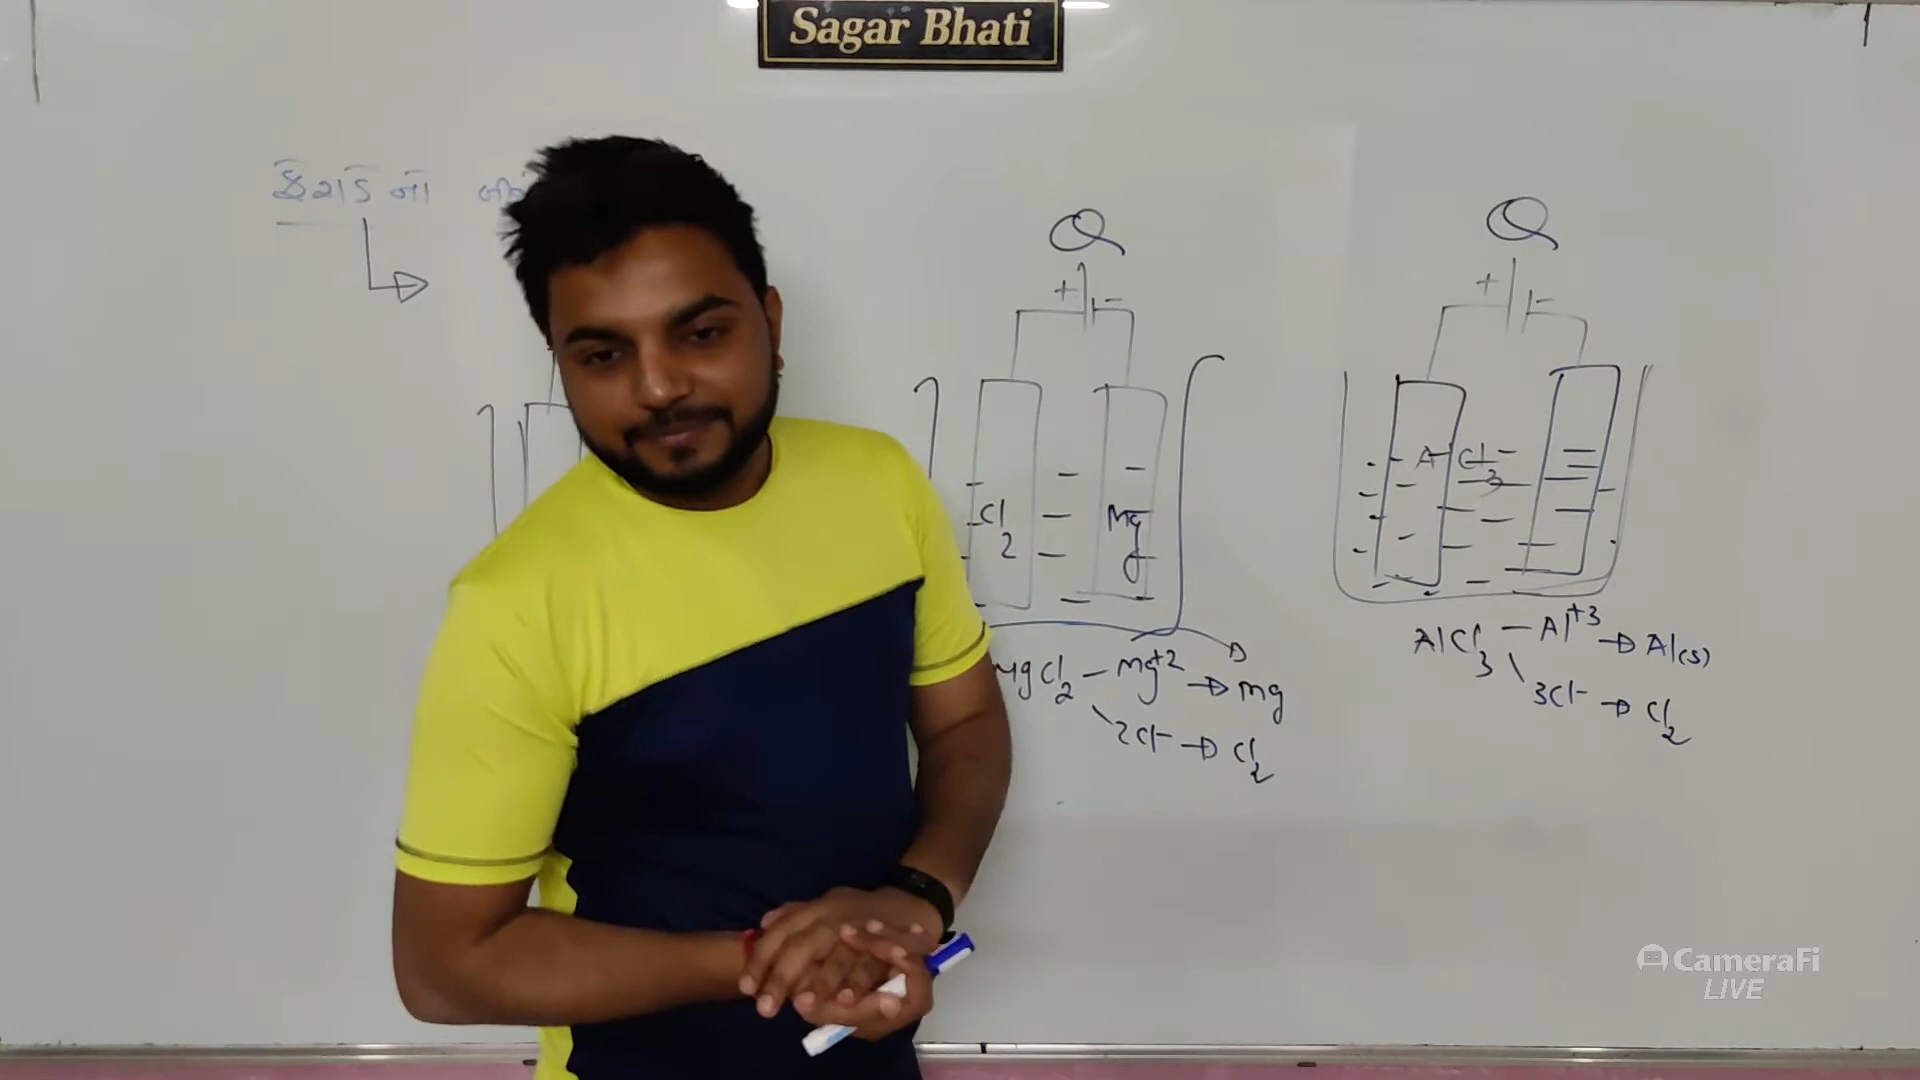 Sagar Bhati
ફેરાડેનો
Q
+ -
Cl2
Mg
MgCl2 - Mg+2 → Mg
2Cl- → Cl2
Q
+ -
AlCl3
AlCl3 - Al+3 → Al(s)
3Cl- → Cl2
CameraFi
LIVE